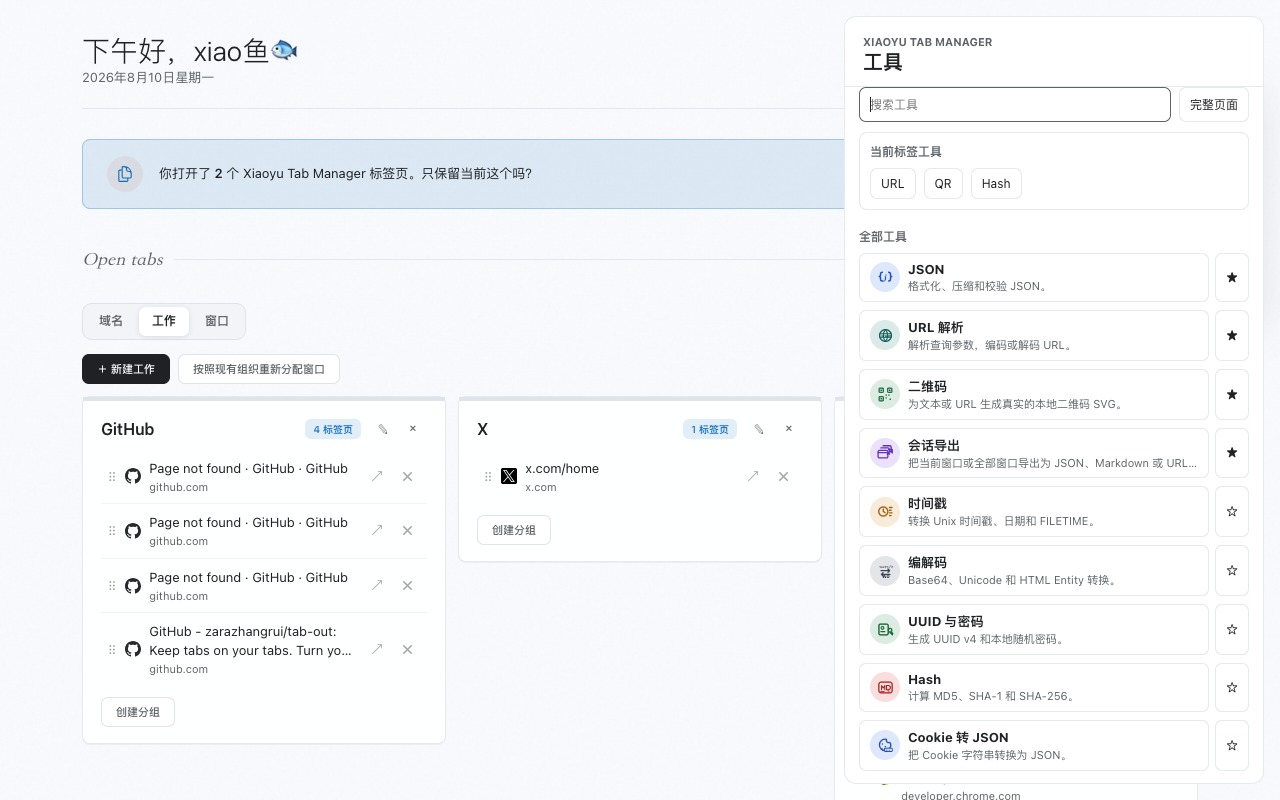 下午好，xiao鱼🐟
2026年8月10日星期一
你打开了 2 个 Xiaoyu Tab Manager 标签页。只保留当前这个吗?
Open tabs
域名
工作
窗口
+ 新建工作
按照现有组织重新分配窗口
GitHub
4 标签页
Page not found · GitHub · GitHub
github.com
Page not found · GitHub · GitHub
github.com
Page not found · GitHub · GitHub
github.com
GitHub - zarazhangrui/tab-out:
Keep tabs on your tabs. Turn yo...
github.com
创建分组
X
1 标签页
x.com/home
x.com
创建分组
XIAOYU TAB MANAGER
工具
搜索工具
完整页面
当前标签工具
URL
QR
Hash
全部工具
JSON
格式化、压缩和校验 JSON。
URL 解析
解析查询参数，编码或解码 URL。
二维码
为文本或 URL 生成真实的本地二维码 SVG。
会话导出
把当前窗口或全部窗口导出为 JSON、Markdown 或 URL...
时间戳
转换 Unix 时间戳、日期和 FILETIME。
编解码
Base64、Unicode 和 HTML Entity 转换。
UUID 与密码
生成 UUID v4 和本地随机密码。
Hash
计算 MD5、SHA-1 和 SHA-256。
Cookie 转 JSON
把 Cookie 字符串转换为 JSON。
developer.chrome.com